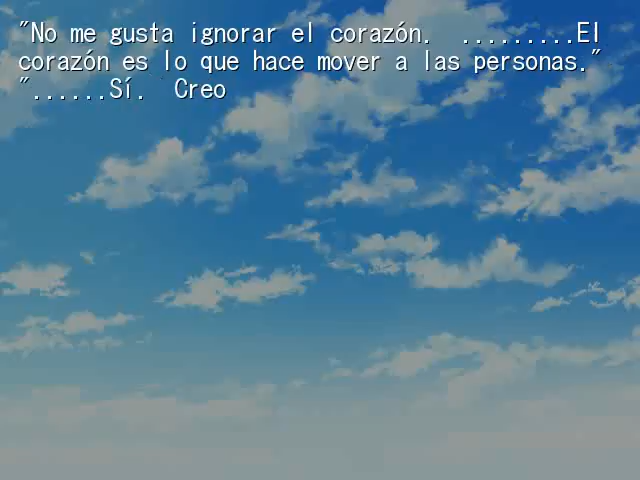 "No me gusta ignorar el corazón.  .........El
corazón es lo que hace mover a las personas."
"......Sí.  Creo